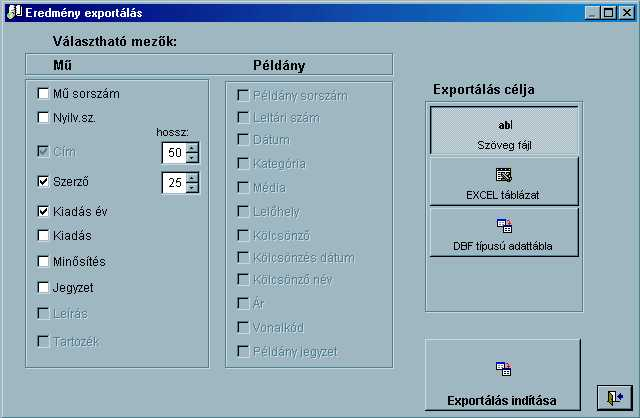 Eredmény exportálás
Választható mezők:
Mű
Példány
Mű sorszám
Nyilv.sz.
hossz:
Cím
50
Szerző
25
Kiadás év
Kiadás
Minősítés
Jegyzet
Leírás
Tartozék
Példány sorszám
Leltári szám
Dátum
Kategória
Média
Lelőhely
Kölcsönző
Kölcsönzés dátum
Kölcsönző név
Ár
Vonalkód
Példány jegyzet
Exportálás célja
abl
Szöveg fájl
EXCEL táblázat
DBF típusú adattábla
Exportálás indítása